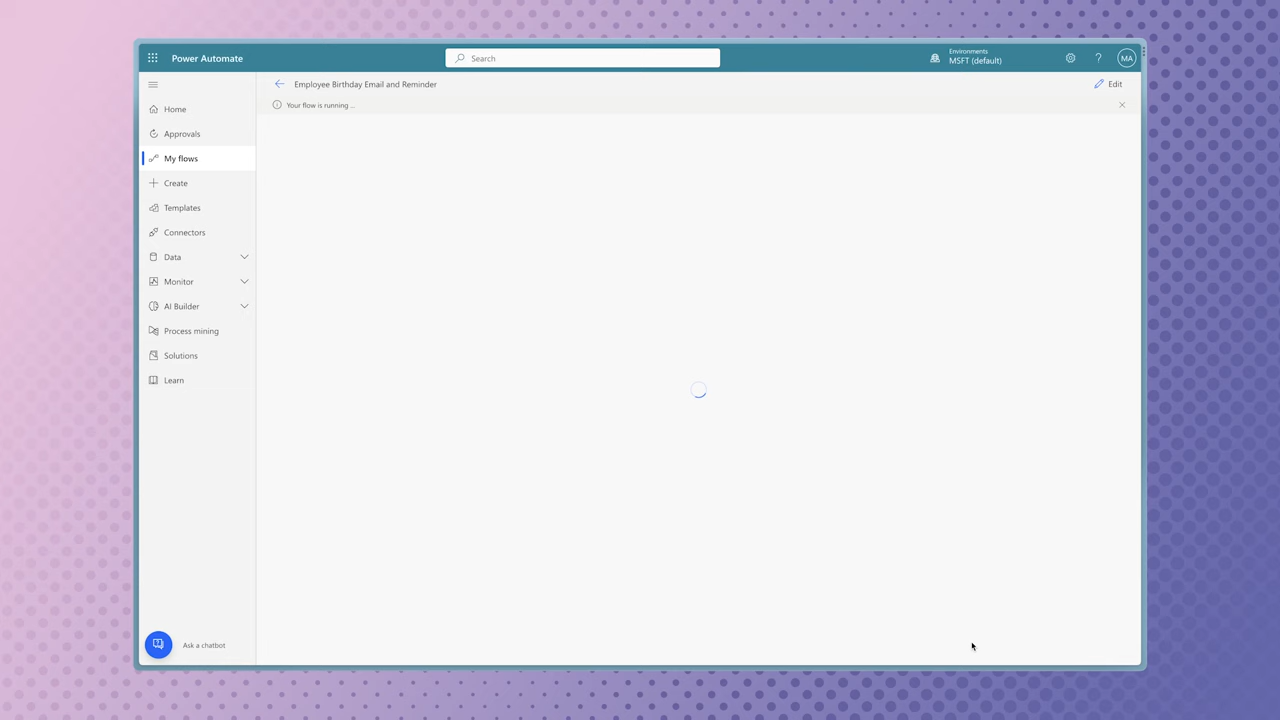 Power Automate
Search
Environments
MSFT (default)
?
MA
Employee Birthday Email and Reminder
Edit
Your flow is running ...
Home
Approvals
My flows
Create
Templates
Connectors
Data
Monitor
AI Builder
Process mining
Solutions
Learn
Ask a chatbot